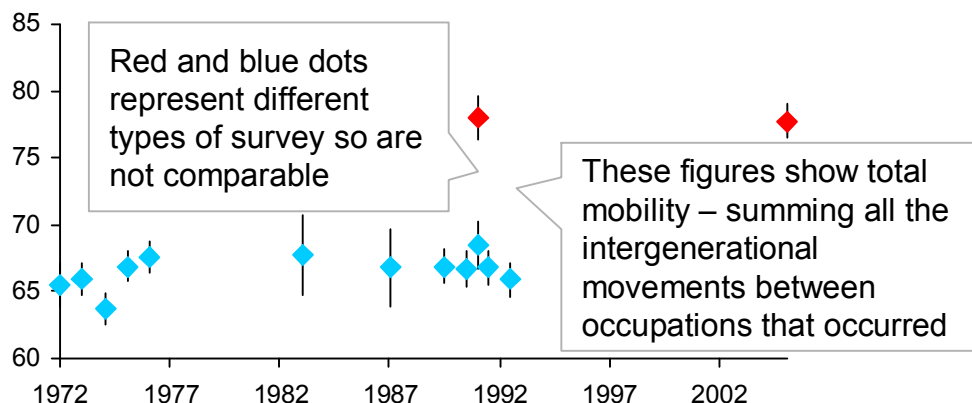 85
80
75
70
65
60
Red and blue dots
represent different
types of survey so are
not comparable
These figures show total
mobility – summing all the
intergenerational
movements between
occupations that occurred
1972 1977 1982 1987 1992 1997 2002